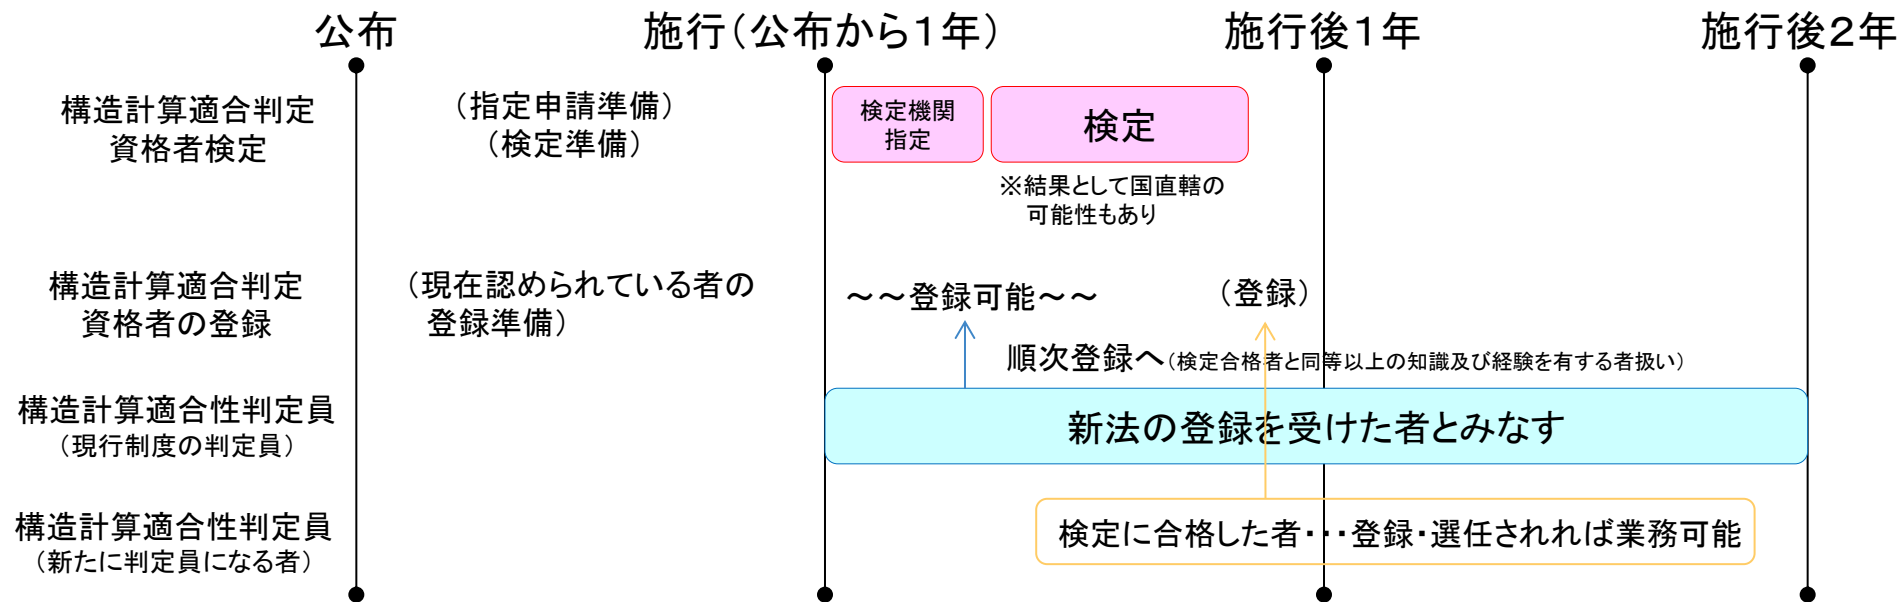 公布
施行(公布から1年)
施行後1年
施行後2年
構造計算適合判定
資格者検定
(指定申請準備)
(検定準備)
検定機関
指定
検定
※結果として国直轄の
可能性もあり
構造計算適合判定
資格者の登録
(現在認められている者の
登録準備)
~~登録可能~~
(登録)
順次登録へ(検定合格者と同等以上の知識及び経験を有する者扱い)
構造計算適合性判定員
(現行制度の判定員)
新法の登録を受けた者とみなす
構造計算適合性判定員
(新たに判定員になる者)
検定に合格した者・・・登録・選任されれば業務可能